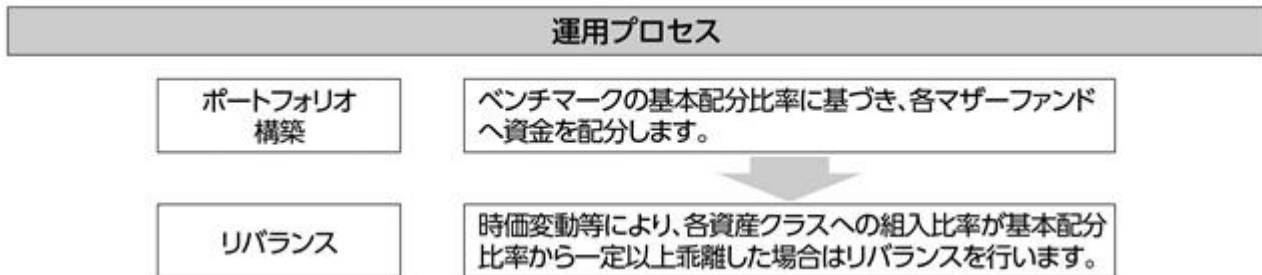 運用プロセス
ポートフォリオ
構築
ベンチマークの基本配分比率に基づき、各マザーファンド
へ資金を配分します。
リバランス
時価変動等により、各資産クラスへの組入比率が基本配分
比率から一定以上乖離した場合はリバランスを行います。